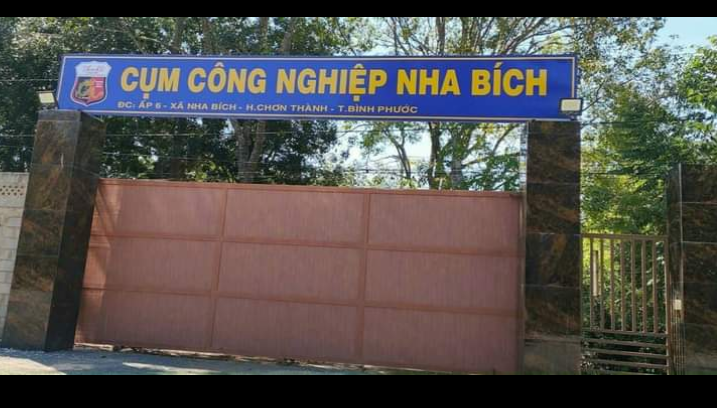 CỤM CÔNG NGHIỆP NHA BÍCH
ĐC: ẤP 6 - XÃ NHA BÍCH - H.CHƠN THÀNH - T.BÌNH PHƯỚC